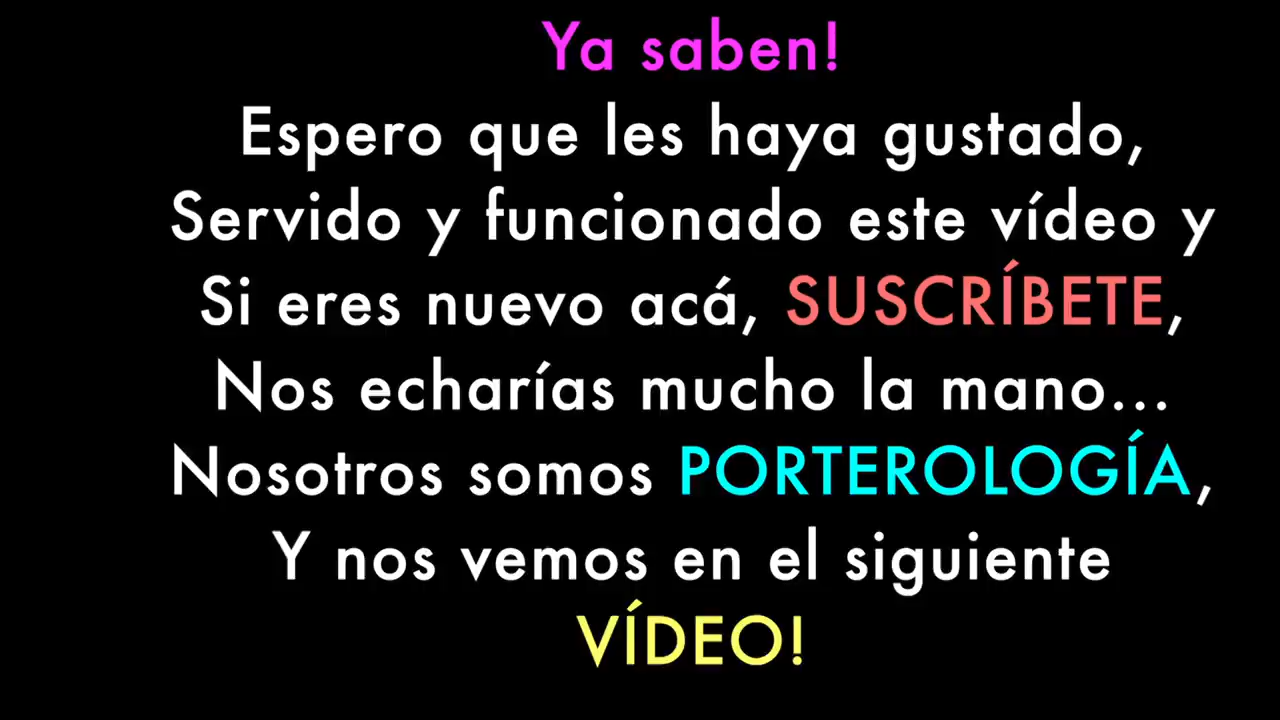 Ya saben!
Espero que les haya gustado,
Servido y funcionado este vídeo y
Si eres nuevo acá, SUSCRÍBETE,
Nos echarías mucho la mano...
Nosotros somos PORTEROLOGÍA,
Y nos vemos en el siguiente
VÍDEO!